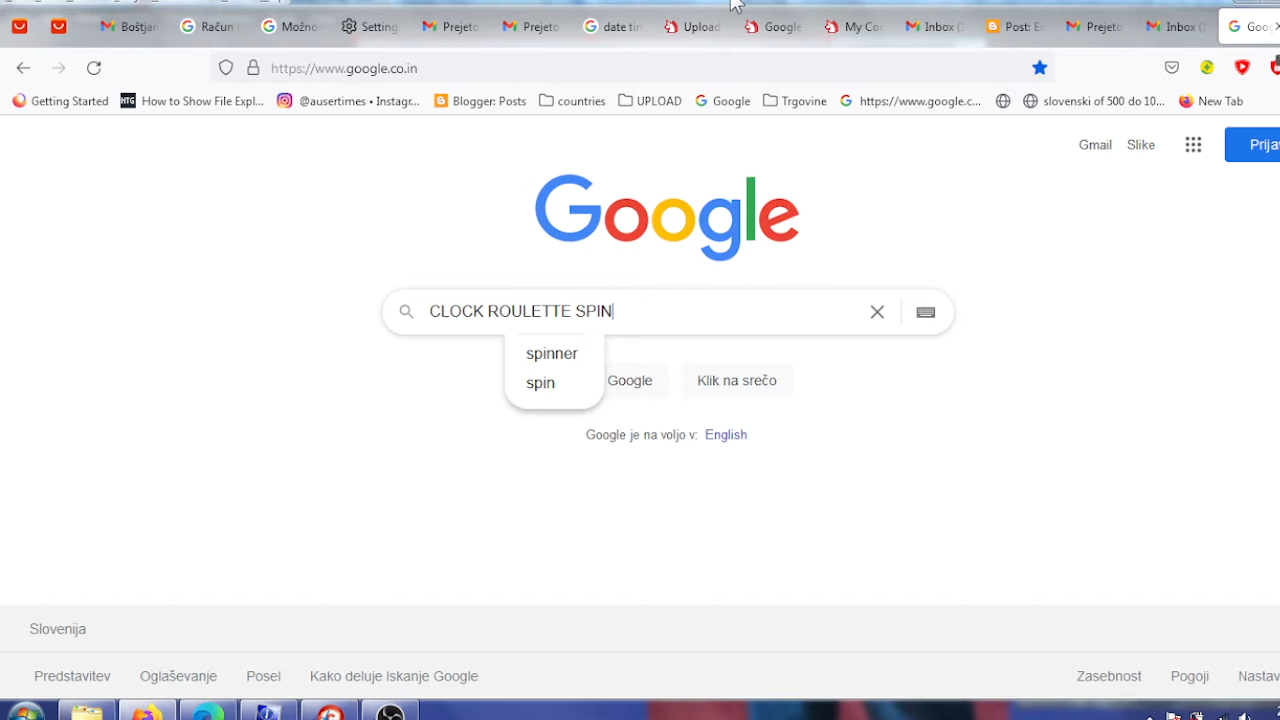 Boštjan Račun Možno Setting Prejeto Prejeto date tim Upload Google My Co Inbox ( Post: E Prejeto Inbox ( Goo
https://www.google.co.in
Getting Started How to Show File Expl... @ausertimes • Instagr... Blogger: Posts countries UPLOAD Google Trgovine https://www.google.c... slovenski of 500 do 10... New Tab
Gmail Slike Prija
Google
CLOCK ROULETTE SPIN
spinner
spin
Google Klik na srečo
Google je na voljo v: English
Slovenija
Predstavitev Oglaševanje Posel Kako deluje Iskanje Google Zasebnost Pogoji Nastav